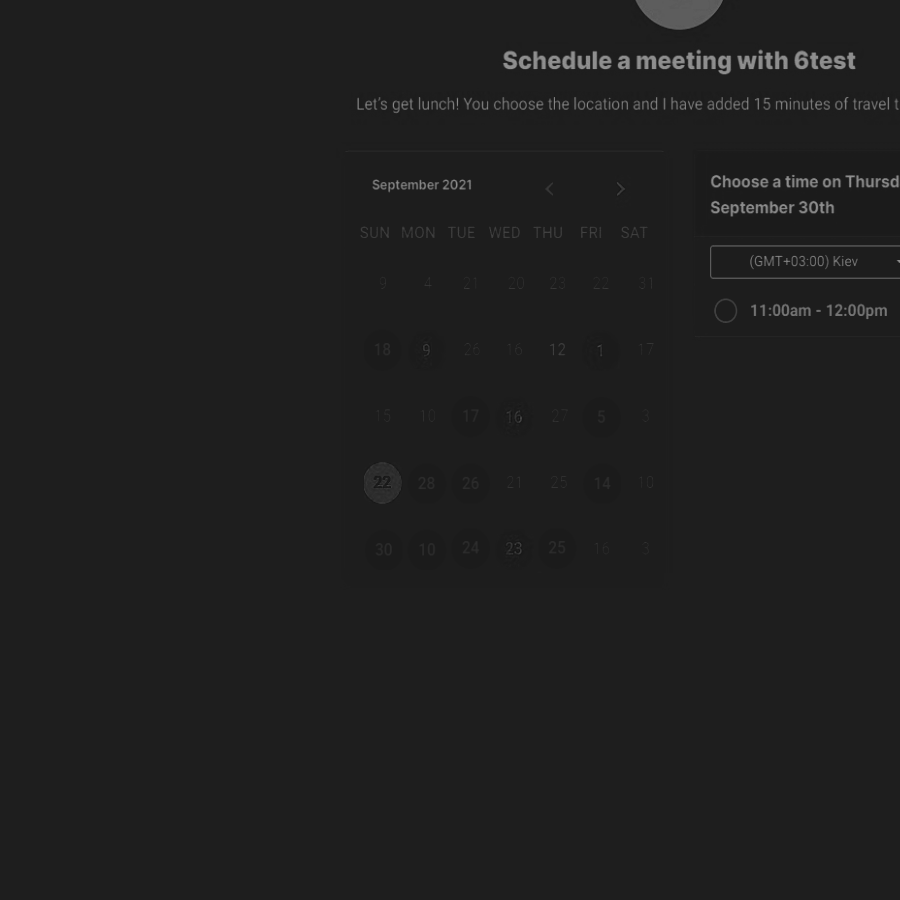 Schedule a meeting with 6test
Let's get lunch! You choose the location and I have added 15 minutes of travel
September 2021
SUN MON TUE WED THU FRI SAT
9 4 21 20 23 22 31
18 9 26 16 12 1 17
15 10 17 16 27 5 3
22 28 26 21 25 14 10
30 10 24 23 25 16 3
Choose a time on
September 30th
(GMT+03:00) Kiev
11:00am - 12:00pm